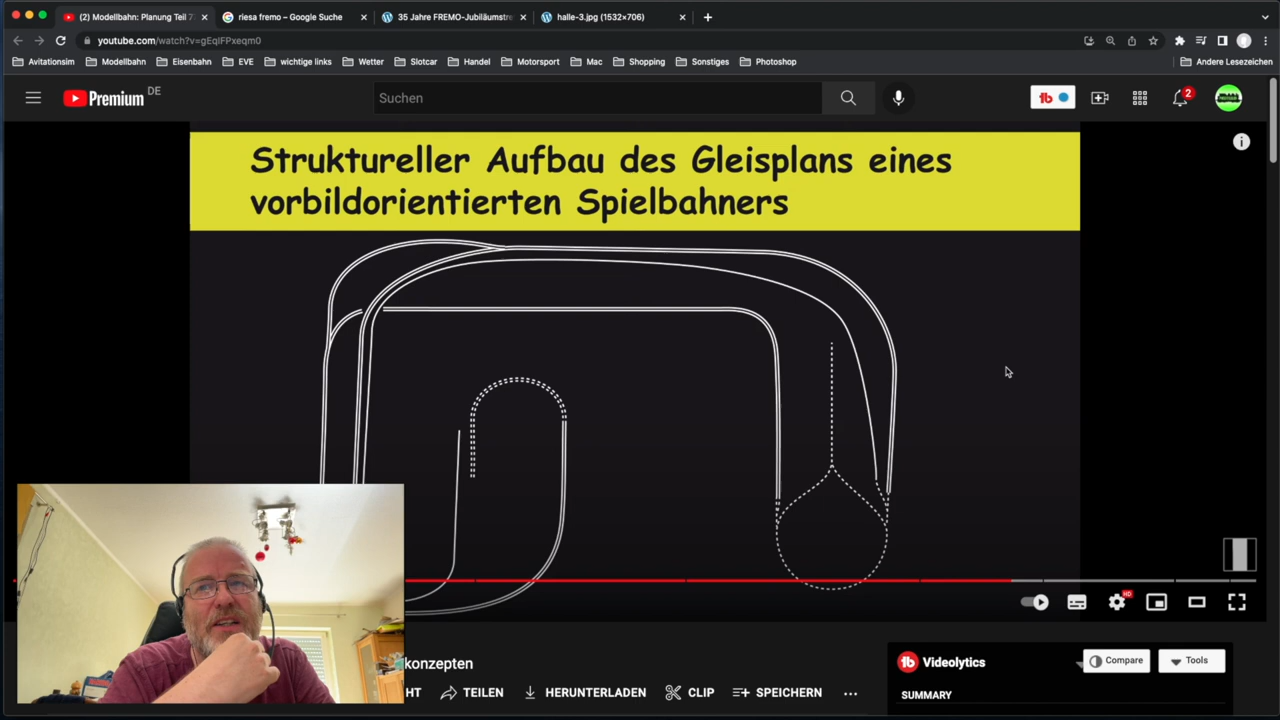 (2) Modellbahn: Planung Teil 7
riesa fremo – Google Suche
35 Jahre FREMO-Jubiläumstre
halle-3.jpg (1532×706)
youtube.com/watch?v=gEqIFPxeqm0
Avitationsim
Modellbahn
Eisenbahn
EVE
wichtige links
Wetter
Slotcar
Handel
Motorsport
Mac
Shopping
Sonstiges
Photoshop
Andere Lesezeichen
Premium DE
Suchen
2
Struktureller Aufbau des Gleisplans eines
vorbildorientierten Spielbahners
HD
konzepten
HT
TEILEN
HERUNTERLADEN
CLIP
SPEICHERN
Videolytics
Compare
Tools
SUMMARY